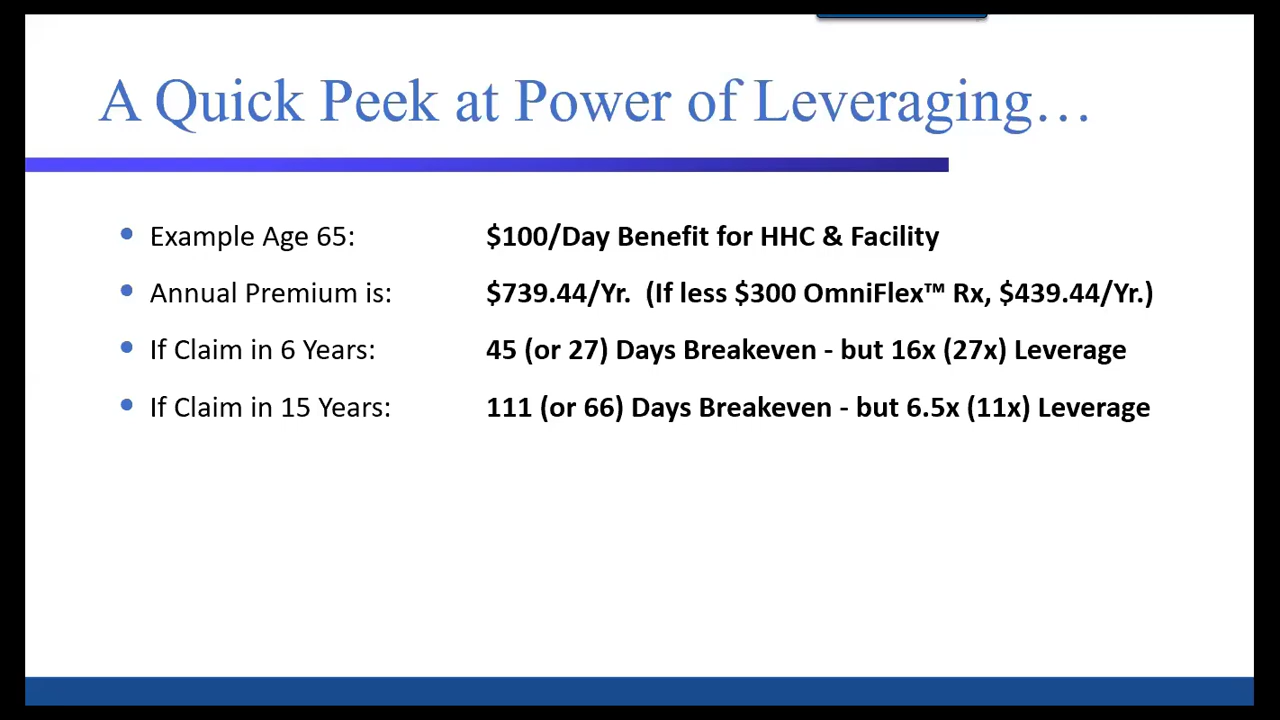 A Quick Peek at Power of Leveraging…
Example Age 65: $100/Day Benefit for HHC & Facility
Annual Premium is: $739.44/Yr. (If less $300 OmniFlex™ Rx, $439.44/Yr.)
If Claim in 6 Years: 45 (or 27) Days Breakeven - but 16x (27x) Leverage
If Claim in 15 Years: 111 (or 66) Days Breakeven - but 6.5x (11x) Leverage